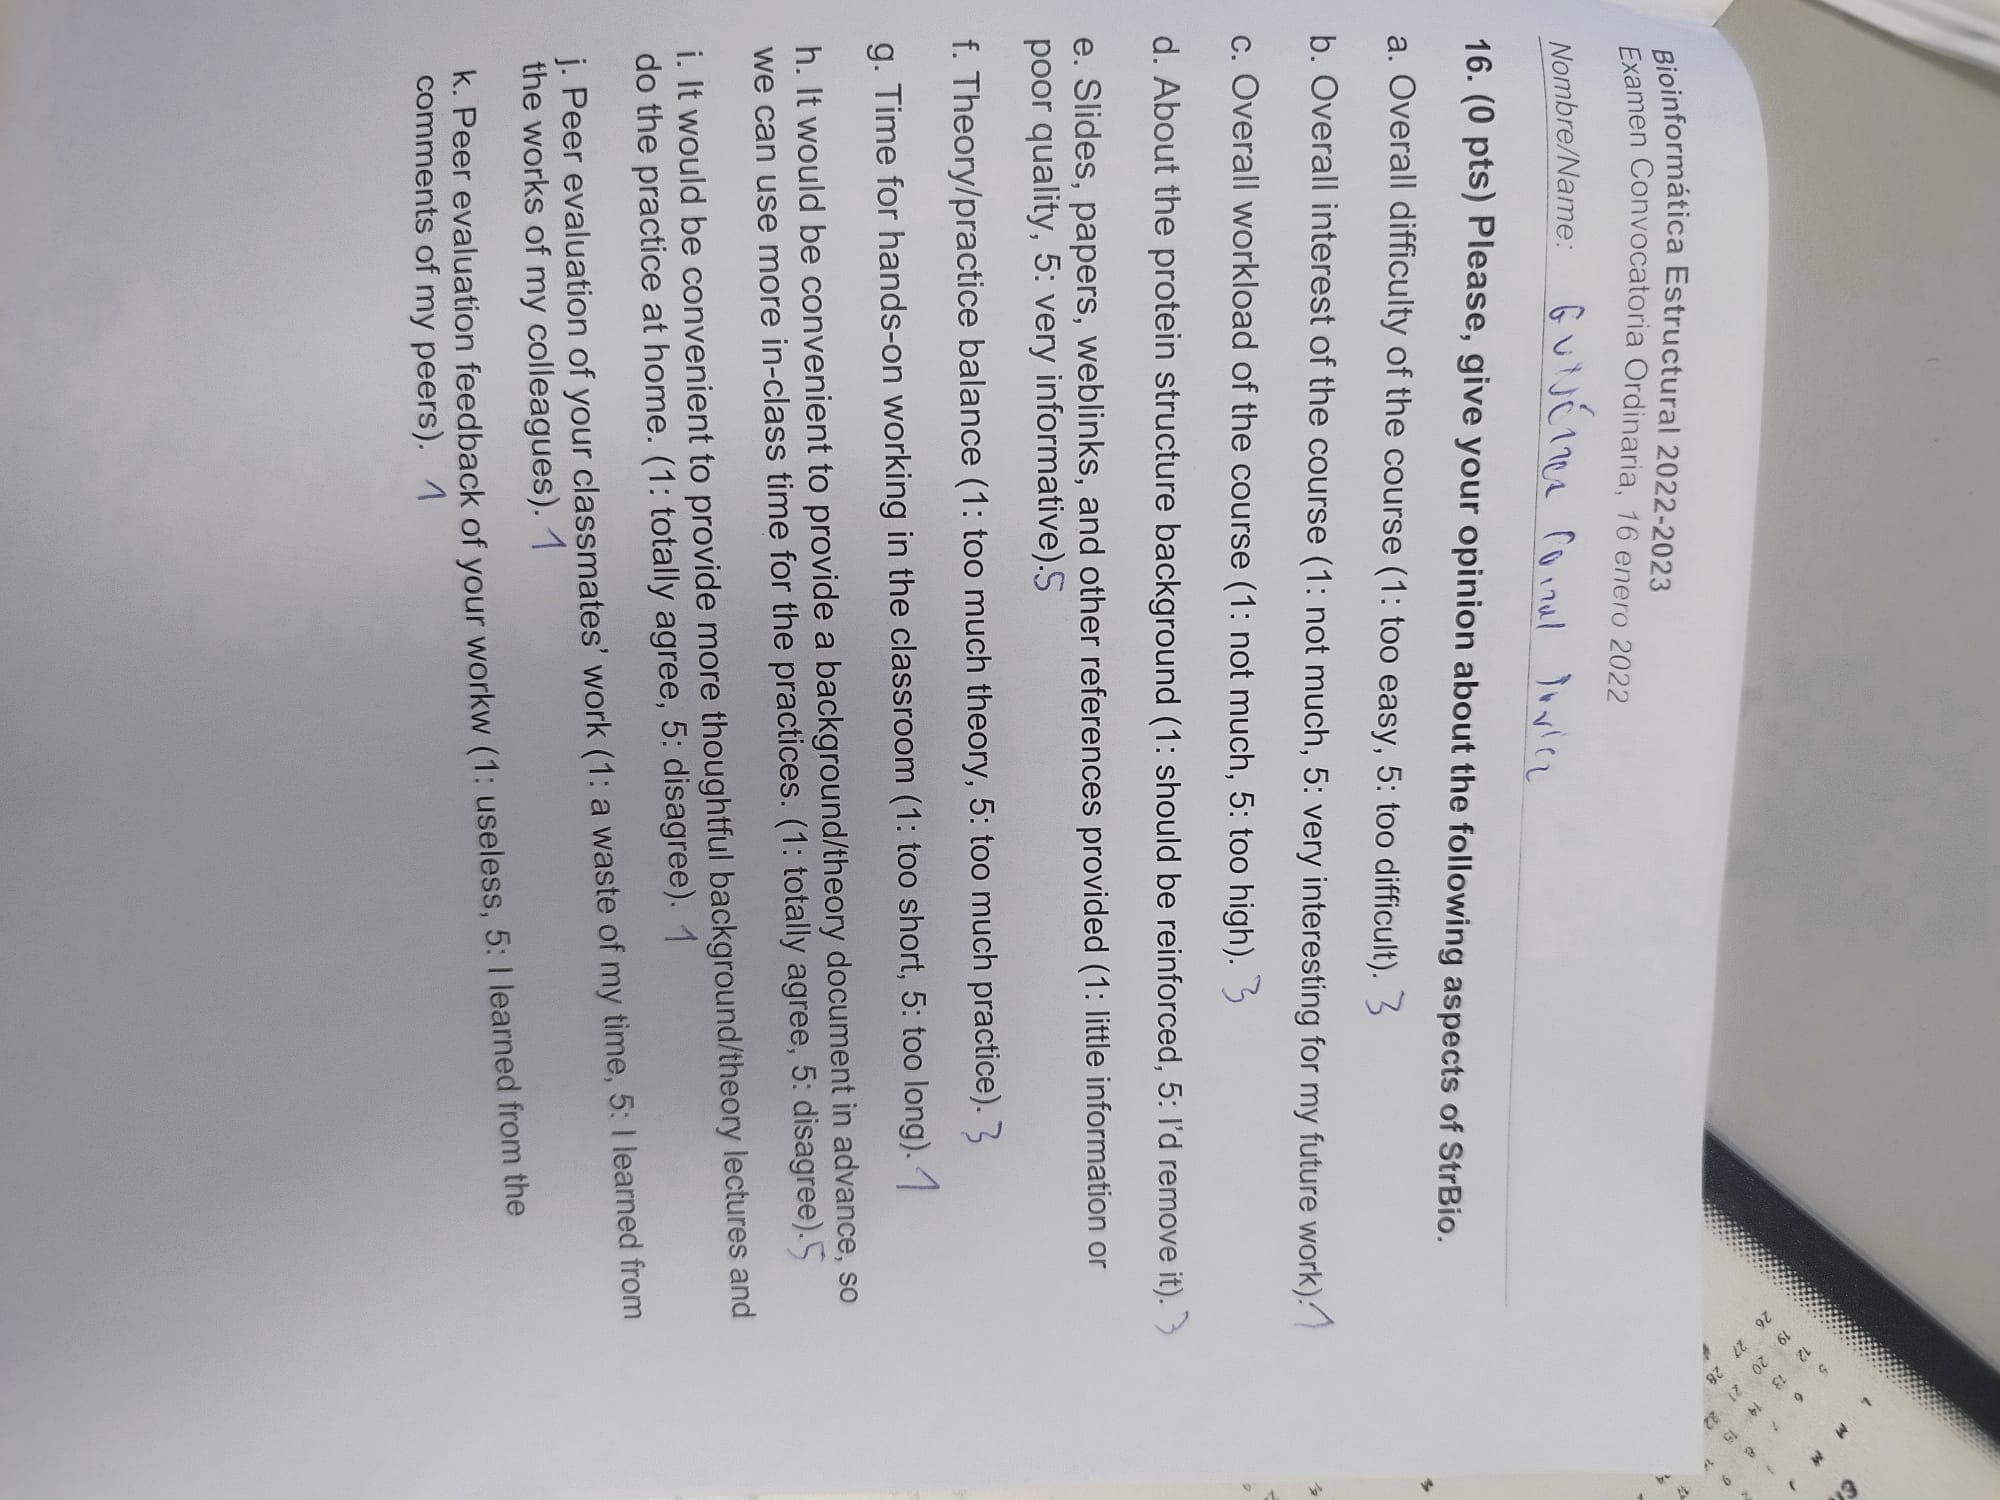 Bioinformática Estructural 2022-2023
Examen Convocatoria Ordinaria, 16 enero 2022
Nombre/Name:
16. (0 pts) Please, give your opinion about the following aspects of StrBio.
a. Overall difficulty of the course (1: too easy, 5: too difficult). 3
b. Overall interest of the course (1: not much, 5: very interesting for my future work). 1
c. Overall workload of the course (1: not much, 5: too high). 3
d. About the protein structure background (1: should be reinforced, 5: I'd remove it). 3
e. Slides, papers, weblinks, and other references provided (1: little information or
poor quality, 5: very informative). 5
f. Theory/practice balance (1: too much theory, 5: too much practice). 3
g. Time for hands-on working in the classroom (1: too short, 5: too long). 1
h. It would be convenient to provide a background/theory document in advance, so
we can use more in-class time for the practices. (1: totally agree, 5: disagree). 5
i. It would be convenient to provide more thoughtful background/theory lectures and
do the practice at home. (1: totally agree, 5: disagree). 1
j. Peer evaluation of your classmates' work (1: a waste of my time, 5: I learned from
the works of my colleagues). 1
k. Peer evaluation feedback of your workw (1: useless, 5: I learned from the
comments of my peers). 1